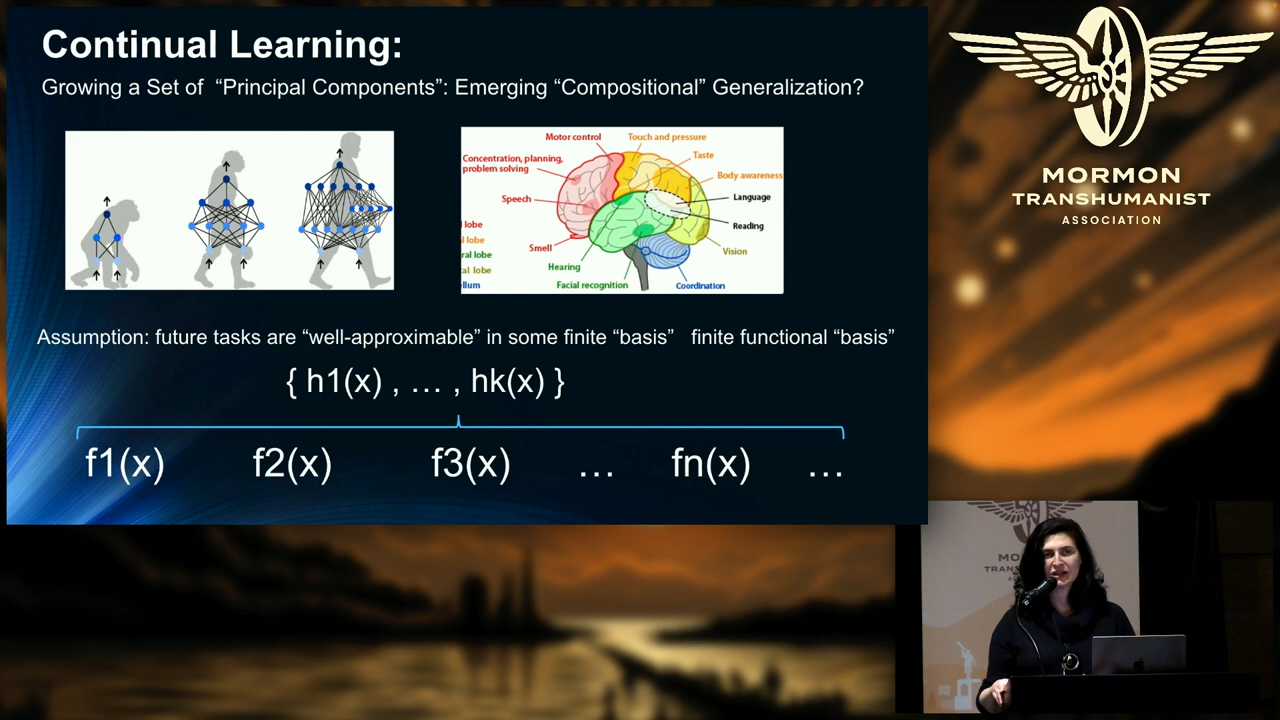 Continual Learning:
Growing a Set of “Principal Components”: Emerging “Compositional” Generalization?
Motor control
Touch and pressure
Concentration, planning,
problem solving
Taste
Body awareness
Speech
Language
l lobe
Reading
al lobe
Smell
ral lobe
Vision
Hearing
cal lobe
Facial recognition
Coordination
llum
Assumption: future tasks are “well-approximable” in some finite “basis” finite functional “basis”
{ h1(x) , … , hk(x) }
f1(x) f2(x) f3(x) … fn(x) …
MORMON
TRANSHUMANIST
ASSOCIATION
MO
TRANS